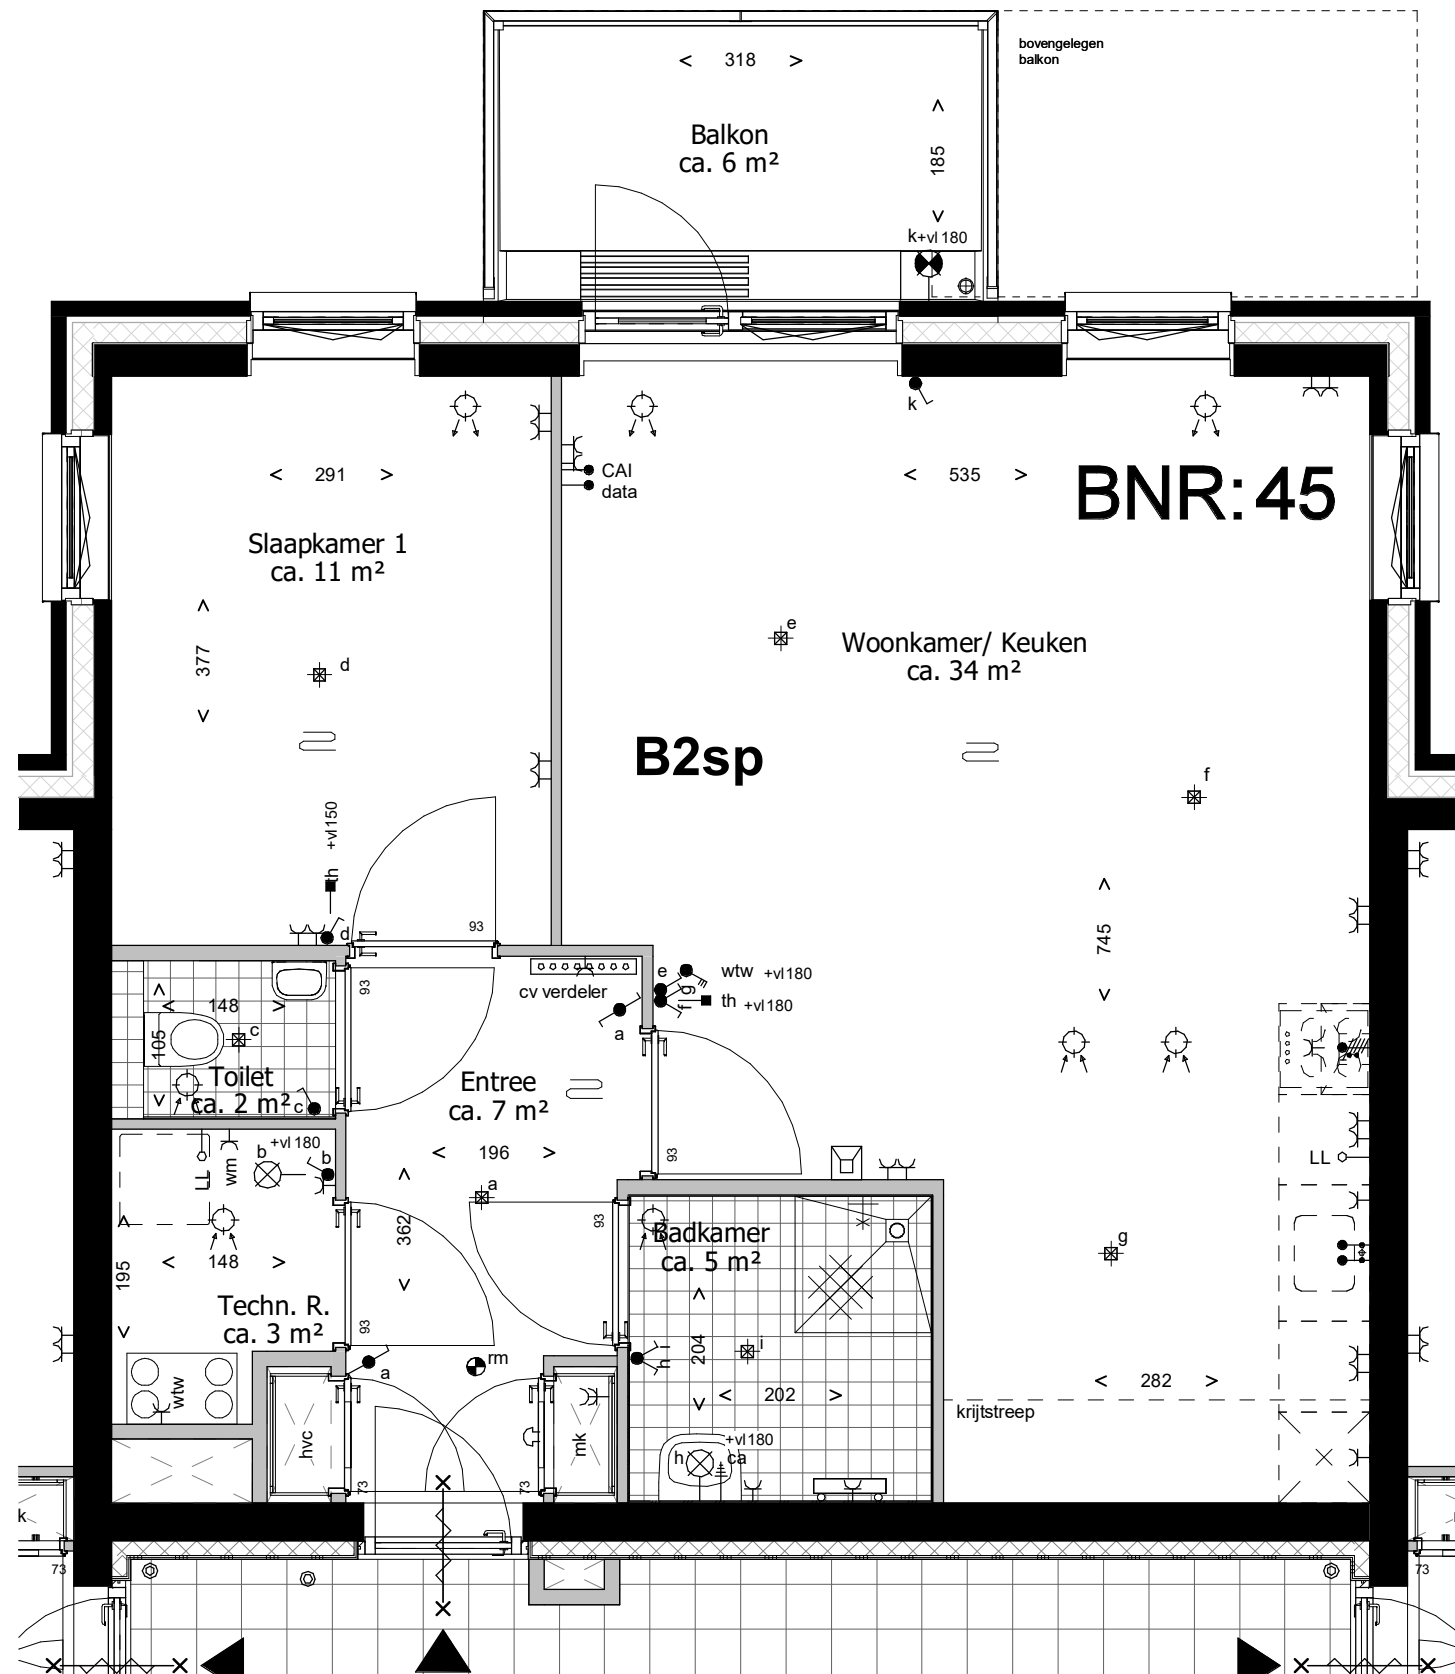 bovengelegen
balkon
< 318 >
Balkon
ca. 6 m²
< 185 >
k+vl 180
k
CAI
data
< 291 >
< 535 >
BNR: 45
Slaapkamer 1
ca. 11 m²
< 377 >
d
e
Woonkamer/ Keuken
ca. 34 m²
B2sp
f
th +vl150
d
93
< 745 >
93
cv verdeler
a
e
f g
wtw +vl180
th +vl180
< 148 >
< 105 >
c
Toilet
ca. 2 m²
c
Entree
ca. 7 m²
93
< 196 >
a
< 362 >
93
LL
wm
b
+vl 180
b
< 148 >
< 195 >
Techn. R.
ca. 3 m²
93
wtw
a
rm
hvc
mk
73
73
Badkamer
ca. 5 m²
h i
< 204 >
i
< 202 >
+vl180
h
ca
LL
g
< 282 >
krijtstreep
k
73
73